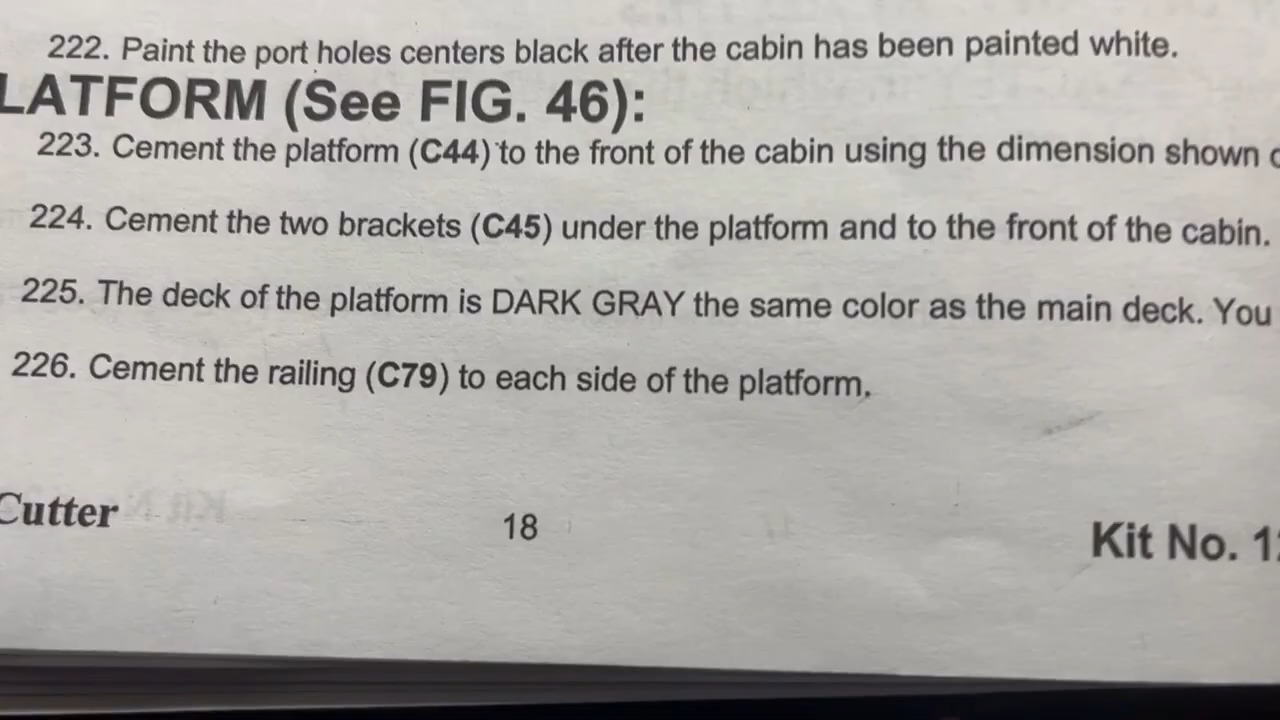 222. Paint the port holes centers black after the cabin has been painted white.
LATFORM (See FIG. 46):
223. Cement the platform (C44) to the front of the cabin using the dimension shown
224. Cement the two brackets (C45) under the platform and to the front of the cabin.
225. The deck of the platform is DARK GRAY the same color as the main deck. You
226. Cement the railing (C79) to each side of the platform.
Cutter 18 Kit No. 1